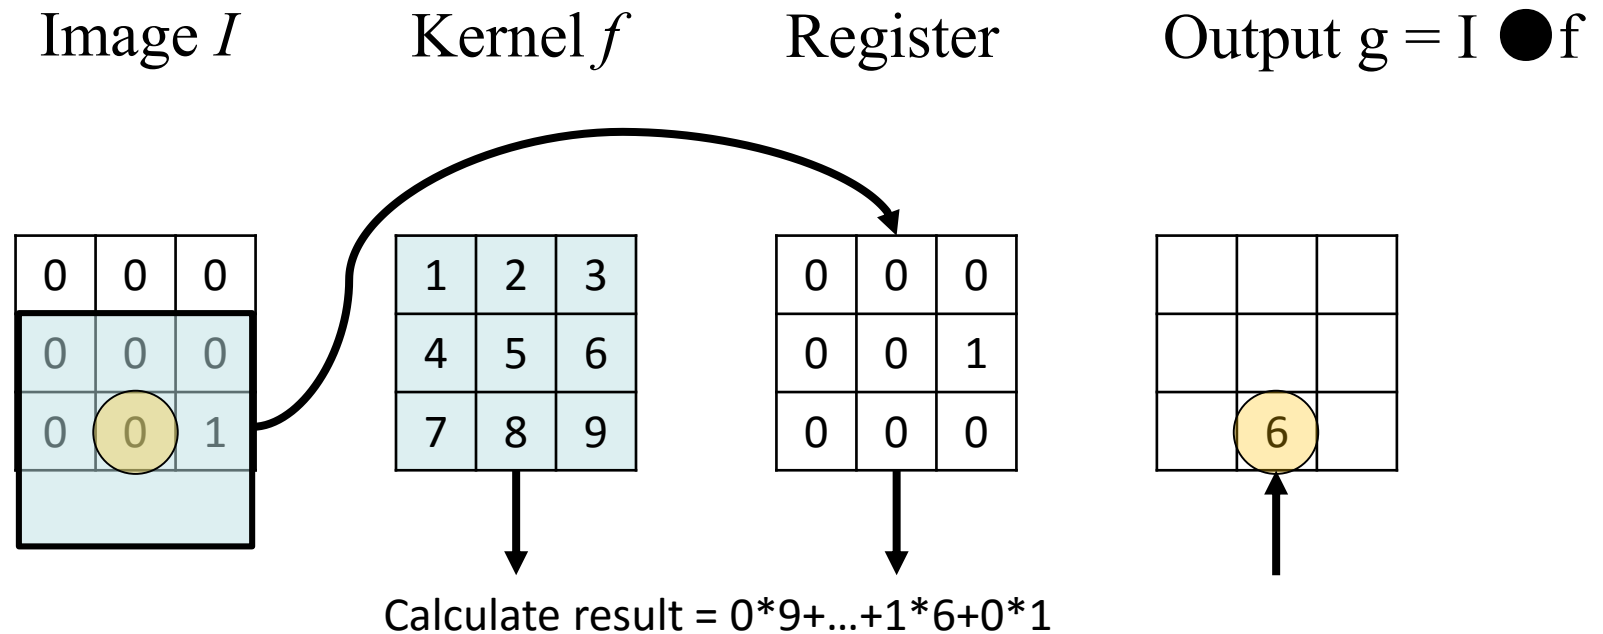 Image I Kernel f Register Output g = I ● f
0 0 0 1 2 3 0 0 0
0 0 0 4 5 6 0 0 1
0 0 1 7 8 9 0 0 0 6
Calculate result = 0*9+...+1*6+0*1